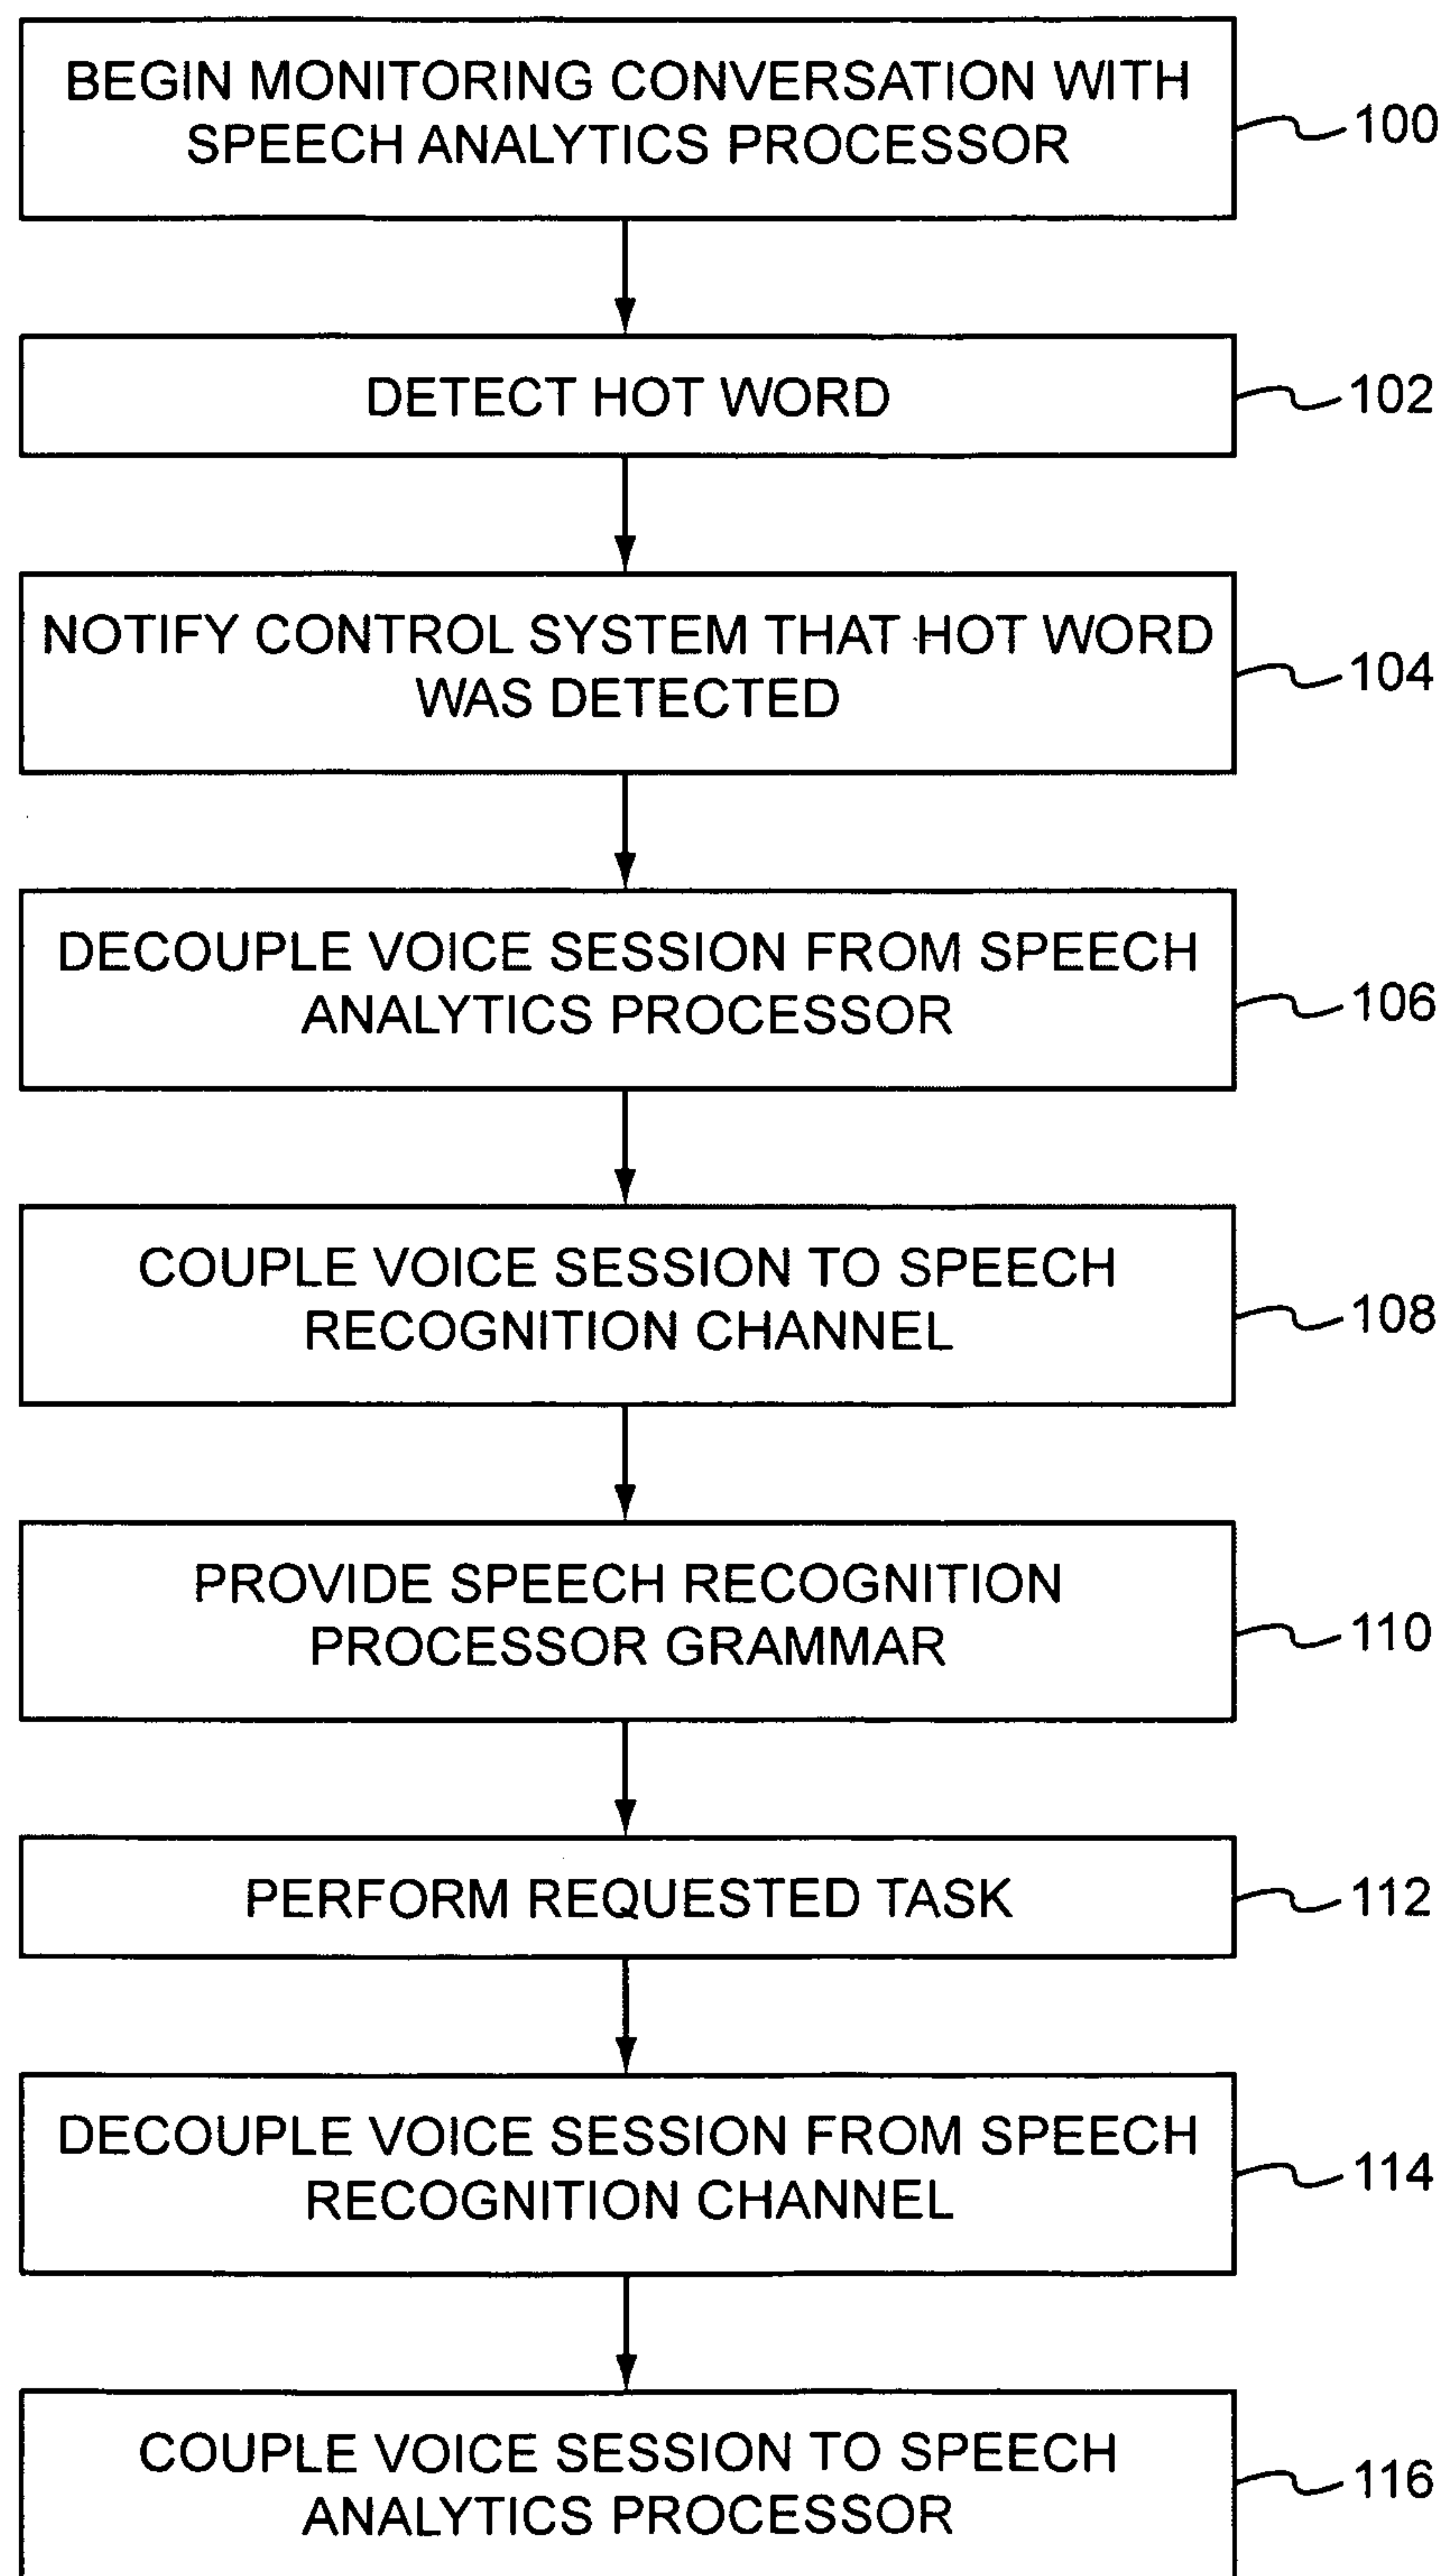 BEGIN MONITORING CONVERSATION WITH
SPEECH ANALYTICS PROCESSOR
100
DETECT HOT WORD
102
NOTIFY CONTROL SYSTEM THAT HOT WORD
WAS DETECTED
104
DECOUPLE VOICE SESSION FROM SPEECH
ANALYTICS PROCESSOR
106
COUPLE VOICE SESSION TO SPEECH
RECOGNITION CHANNEL
108
PROVIDE SPEECH RECOGNITION
PROCESSOR GRAMMAR
110
PERFORM REQUESTED TASK
112
DECOUPLE VOICE SESSION FROM SPEECH
RECOGNITION CHANNEL
114
COUPLE VOICE SESSION TO SPEECH
ANALYTICS PROCESSOR
116